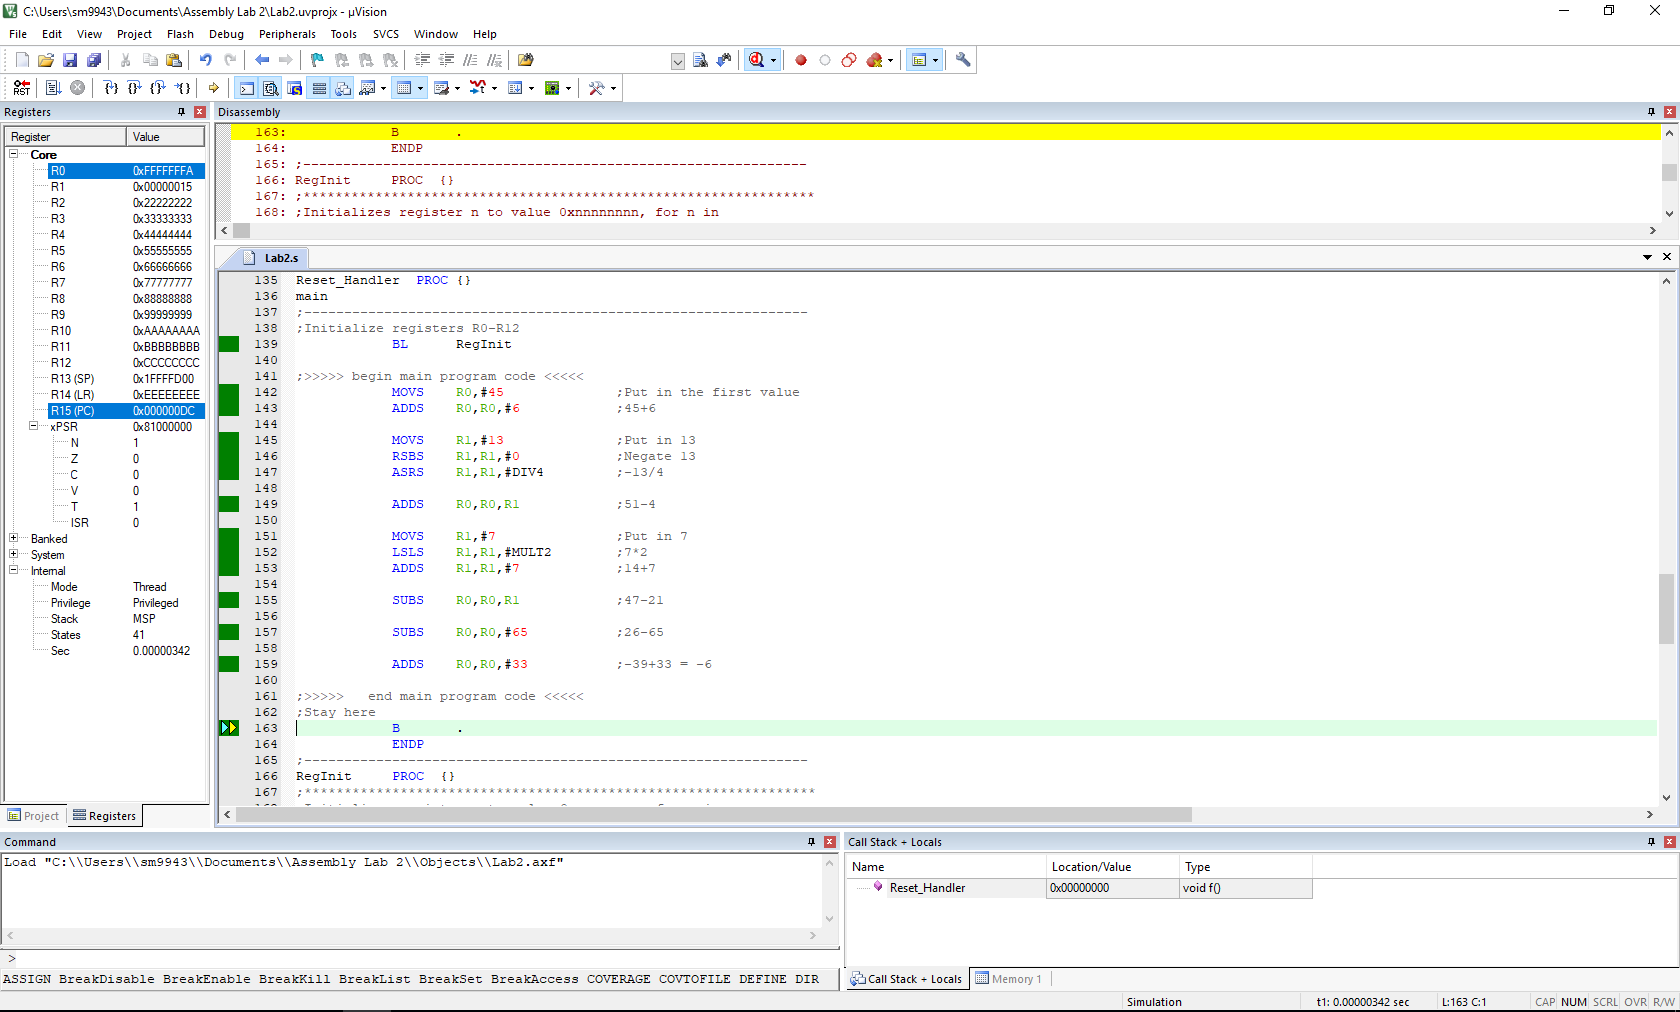 C:\Users\sm9943\Documents\Assembly Lab 2\Lab2.uvprojx - µVision
File Edit View Project Flash Debug Peripherals Tools SVCS Window Help
Registers
Register Value
Core
R0 0xFFFFFFFA
R1 0x00000015
R2 0x22222222
R3 0x33333333
R4 0x44444444
R5 0x55555555
R6 0x66666666
R7 0x77777777
R8 0x88888888
R9 0x99999999
R10 0xAAAAAAAA
R11 0xBBBBBBBB
R12 0xCCCCCCCC
R13 (SP) 0x1FFFFD00
R14 (LR) 0xEEEEEEEE
R15 (PC) 0x000000DC
xPSR 0x81000000
N 1
Z 0
C 0
V 0
T 1
ISR 0
Banked
System
Internal
Mode Thread
Privilege Privileged
Stack MSP
States 41
Sec 0.00000342
Project Registers
Disassembly
163: B .
164: ENDP
165: ;---------------------------------------------------------------
166: RegInit PROC {}
167: ;****************************************************************
168: ;Initializes register n to value 0xnnnnnnnn, for n in
Lab2.s
135 Reset_Handler PROC {}
136 main
137 ;---------------------------------------------------------------
138 ;Initialize registers R0-R12
139 BL RegInit
140
141 ;>>>>> begin main program code <<<<<
142 MOVS R0,#45 ;Put in the first value
143 ADDS R0,R0,#6 ;45+6
144
145 MOVS R1,#13 ;Put in 13
146 RSBS R1,R1,#0 ;Negate 13
147 ASRS R1,R1,#DIV4 ;-13/4
148
149 ADDS R0,R0,R1 ;51-4
150
151 MOVS R1,#7 ;Put in 7
152 LSLS R1,R1,#MULT2 ;7*2
153 ADDS R1,R1,#7 ;14+7
154
155 SUBS R0,R0,R1 ;47-21
156
157 SUBS R0,R0,#65 ;26-65
158
159 ADDS R0,R0,#33 ;-39+33 = -6
160
161 ;>>>>> end main program code <<<<<
162 ;Stay here
163 B .
164 ENDP
165 ;---------------------------------------------------------------
166 RegInit PROC {}
167 ;****************************************************************
Command
Load "C:\\Users\\sm9943\\Documents\\Assembly Lab 2\\Objects\\Lab2.axf"
>
ASSIGN BreakDisable BreakEnable BreakKill BreakList BreakSet BreakAccess COVERAGE COVTOFILE DEFINE DIR
Call Stack + Locals
Name Location/Value Type
Reset_Handler 0x00000000 void f()
Call Stack + Locals Memory 1
Simulation t1: 0.00000342 sec L:163 C:1 CAP NUM SCRL OVR R/W